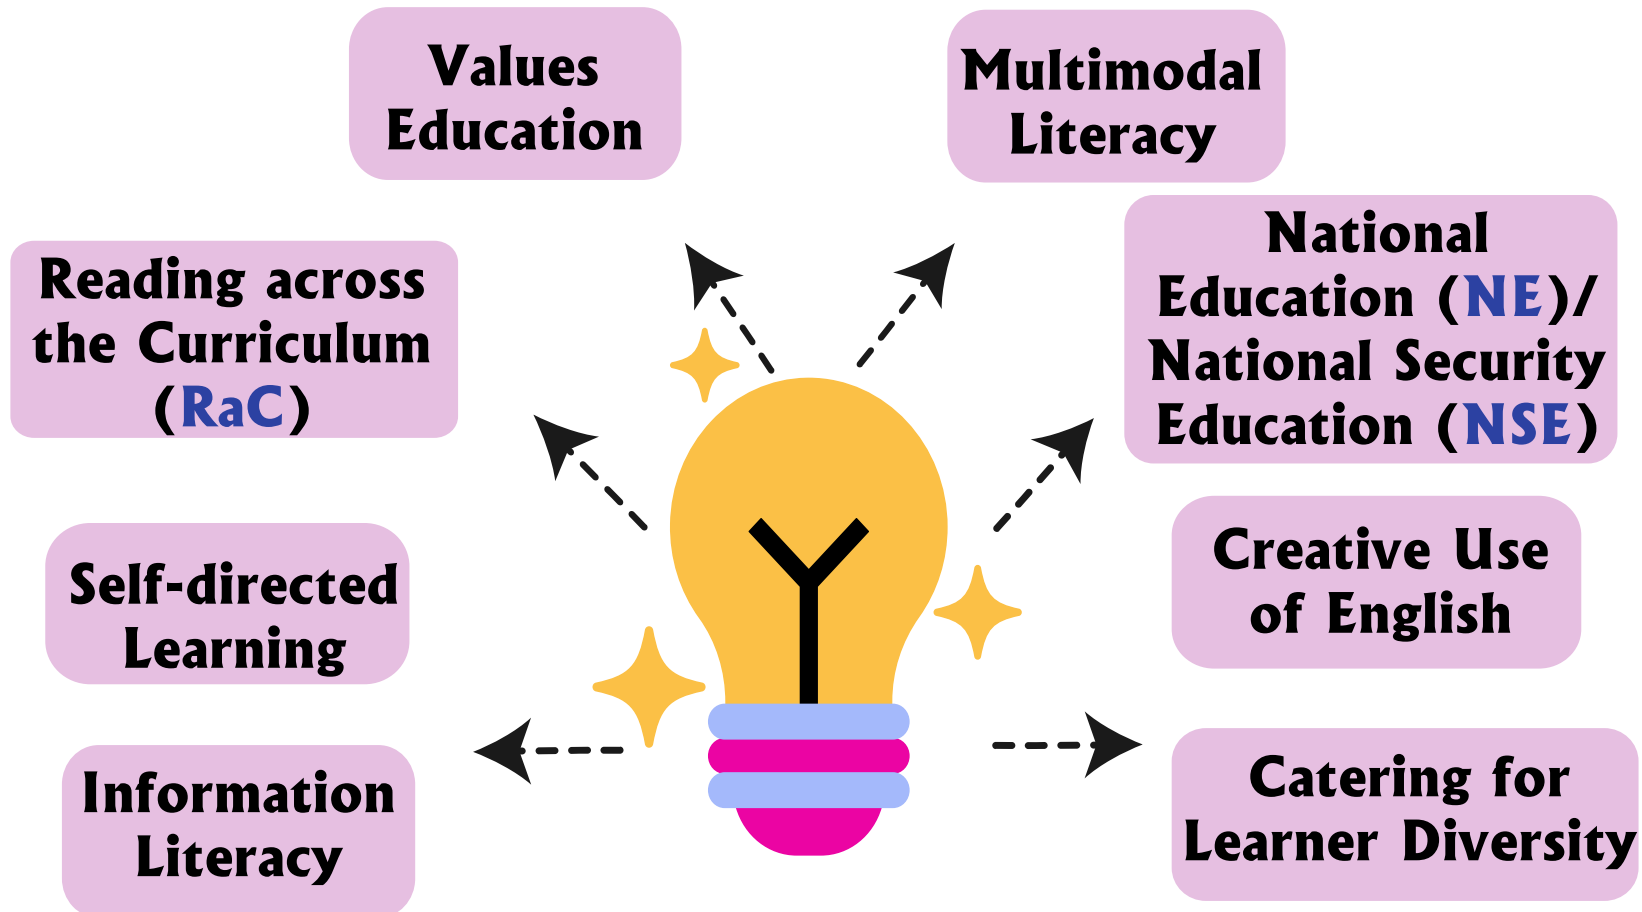 Values
Education
Multimodal
Literacy
Reading across
the Curriculum
(RaC)
National
Education (NE)/
National Security
Education (NSE)
Self-directed
Learning
Creative Use
of English
Information
Literacy
Catering for
Learner Diversity